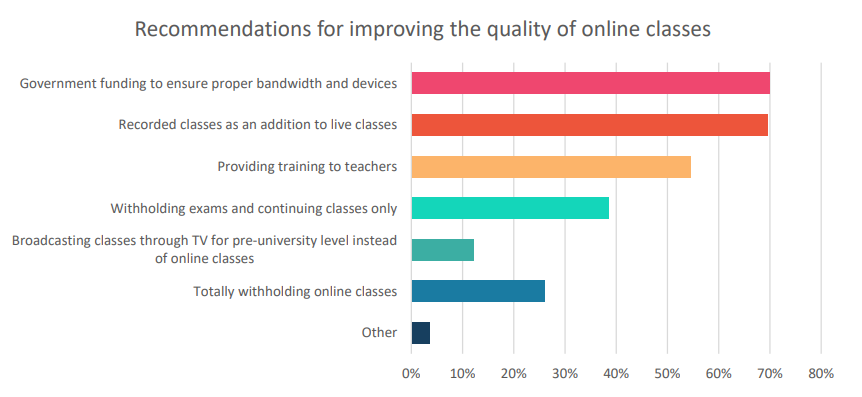 Recommendations for improving the quality of online classes
Government funding to ensure proper bandwidth and devices
Recorded classes as an addition to live classes
Providing training to teachers
Withholding exams and continuing classes only
Broadcasting classes through TV for pre-university level instead
of online classes
Totally withholding online classes
Other
0% 10% 20% 30% 40% 50% 60% 70% 80%